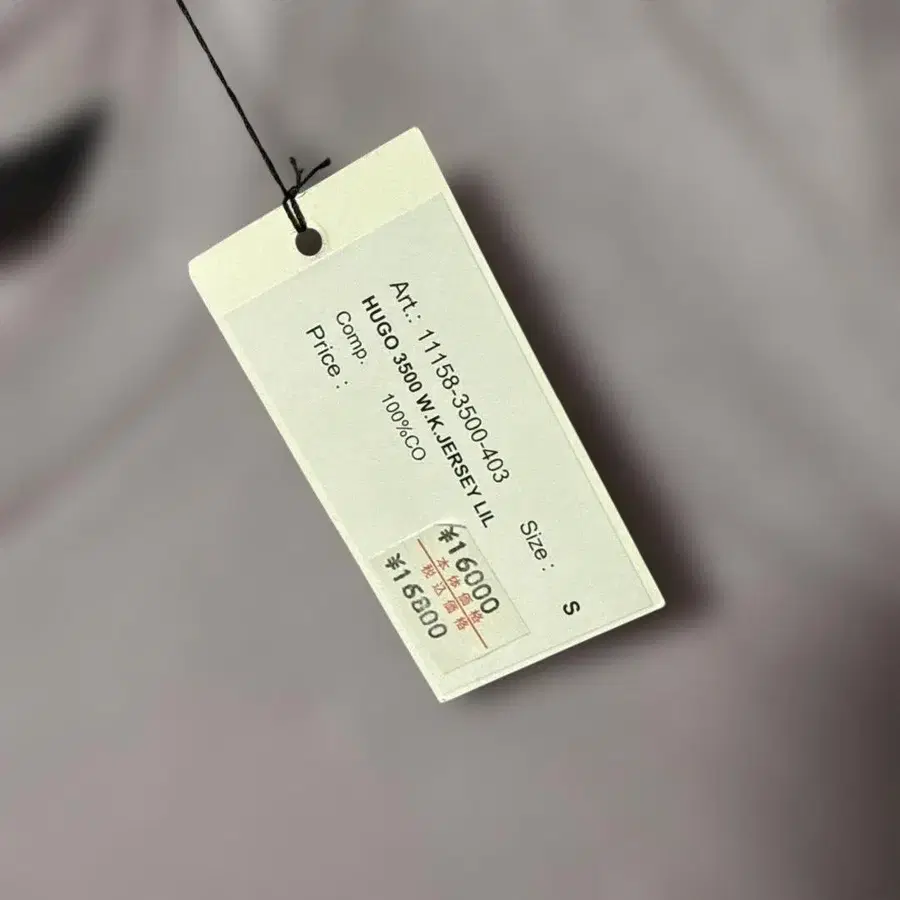 Art.: 11158-3500-403
HUGO 3500 W.K.JERSEY LIL
Comp. 100%CO
Price :
Size : S
¥16000
本体価格
税込価格
¥16800